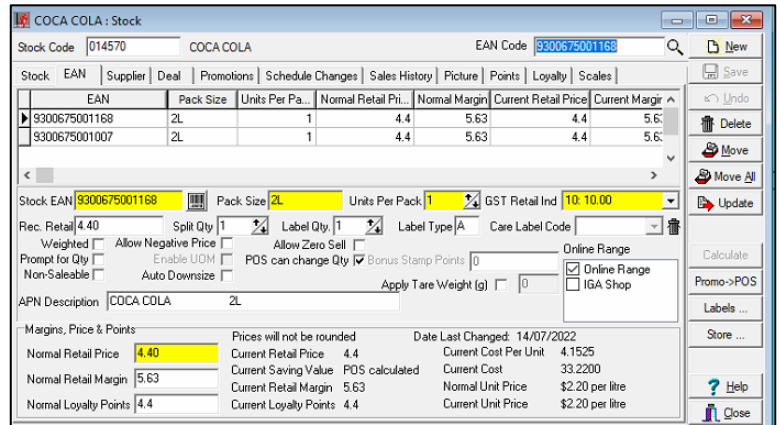 COCA COLA : Stock
Stock Code 014570 COCA COLA EAN Code 9300675001168
Stock EAN Supplier Deal Promotions Schedule Changes Sales History Picture Points Loyalty Scales
EAN Pack Size Units Per Pa... Normal Retail Pri... Normal Margin Current Retail Price Current Margin
9300675001168 2L 1 4.4 5.63 4.4 5.6
9300675001007 2L 1 4.4 5.63 4.4 5.6
Stock EAN 9300675001168 Pack Size 2L Units Per Pack 1 GST Retail Ind 10: 10.00
Rec. Retail 4.40 Split Qty 1 Label Qty. 1 Label Type A Care Label Code
Weighted Allow Negative Price Allow Zero Sell Online Range
Prompt for Qty Enable UOM POS can change Qty Bonus Stamp Points 0 Online Range
Non-Saleable Auto Downsize Apply Tare Weight (g) 0 IGA Shop
APN Description COCA COLA 2L
Margins, Price & Points
Prices will not be rounded Date Last Changed: 14/07/2022
Normal Retail Price 4.40 Current Retail Price 4.4 Current Cost Per Unit 4.1525
Current Saving Value POS calculated Current Cost 33.2200
Normal Retail Margin 5.63 Current Retail Margin 5.63 Normal Unit Price $2.20 per litre
Normal Loyalty Points 4.4 Current Loyalty Points 4.4 Current Unit Price $2.20 per litre
New
Save
Undo
Delete
Move
Move All
Update
Calculate
Promo->POS
Labels ...
Store ...
Help
Close